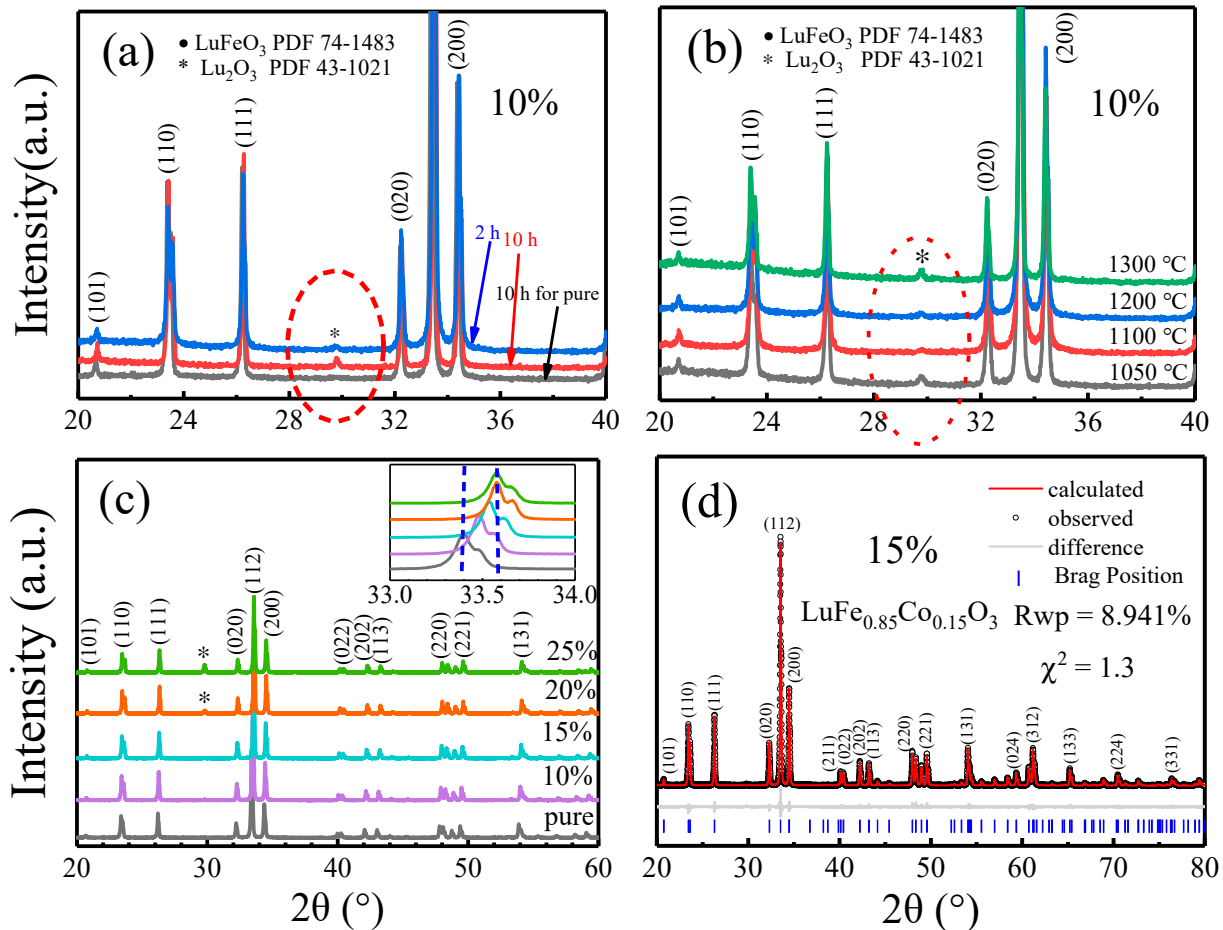 (a)
● LuFeO₃ PDF 74-1483
* Lu₂O₃ PDF 43-1021
10%
(101)
(110)
(111)
*
(020)
(200)
2 h
10 h
10 h for pure
20 24 28 32 36 40
Intensity(a.u.)
(b)
● LuFeO₃ PDF 74-1483
* Lu₂O₃ PDF 43-1021
10%
(101)
(110)
(111)
*
(020)
(200)
1300 ℃
1200 ℃
1100 ℃
1050 ℃
20 24 28 32 36 40
(c)
33.0 33.3 33.6 34.0
(101)
(110)
(111)
*
*
(020)
(112)
(200)
(022)
(202)
(113)
(220)
(221)
(131)
25%
20%
15%
10%
pure
20 30 40 50 60
2θ (°)
Intensity (a.u.)
(d)
calculated
observed
difference
Brag Position
15%
LuFe₀.₈₅Co₀.₁₅O₃ Rwp = 8.941%
χ² = 1.3
(101)
(110)
(111)
(020)
(112)
(200)
(211)
(022)
(202)
(113)
(220)
(221)
(131)
(024)
(312)
(133)
(224)
(331)
20 30 40 50 60 70 80
2θ (°)